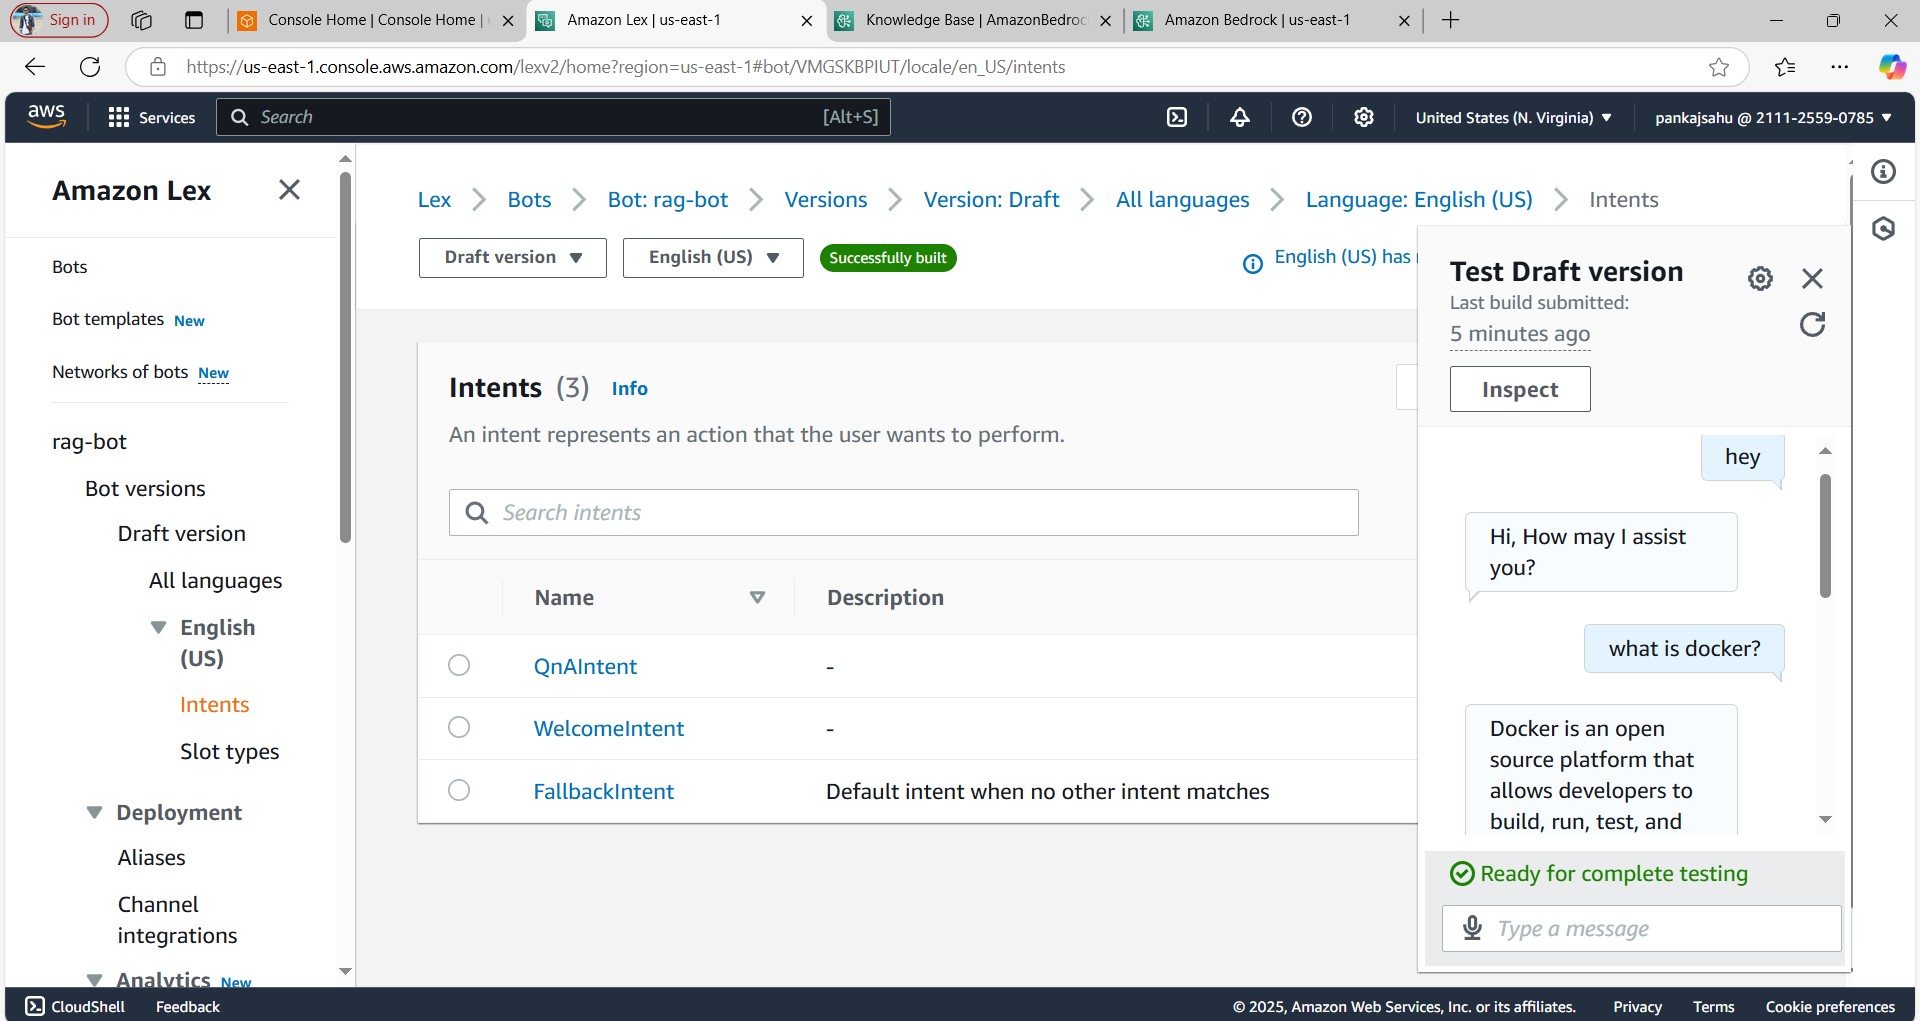 Sign in
Console Home | Console Home |
Amazon Lex | us-east-1
Knowledge Base | AmazonBedroc
Amazon Bedrock | us-east-1
https://us-east-1.console.aws.amazon.com/lexv2/home?region=us-east-1#bot/VMGSKBPIUT/locale/en_US/intents
aws
Services
Search
[Alt+S]
United States (N. Virginia)
pankajsahu @ 2111-2559-0785
Amazon Lex
Bots
Bot templates New
Networks of bots New
rag-bot
Bot versions
Draft version
All languages
English
(US)
Intents
Slot types
Deployment
Aliases
Channel
integrations
Analytics New
Lex
Bots
Bot: rag-bot
Versions
Version: Draft
All languages
Language: English (US)
Intents
Draft version
English (US)
Successfully built
English (US) has
Intents (3) Info
An intent represents an action that the user wants to perform.
Search intents
Name
Description
QnAIntent
-
WelcomeIntent
-
FallbackIntent
Default intent when no other intent matches
Test Draft version
Last build submitted:
5 minutes ago
Inspect
hey
Hi, How may I assist
you?
what is docker?
Docker is an open
source platform that
allows developers to
build, run, test, and
Ready for complete testing
Type a message
CloudShell
Feedback
© 2025, Amazon Web Services, Inc. or its affiliates.
Privacy
Terms
Cookie preferences